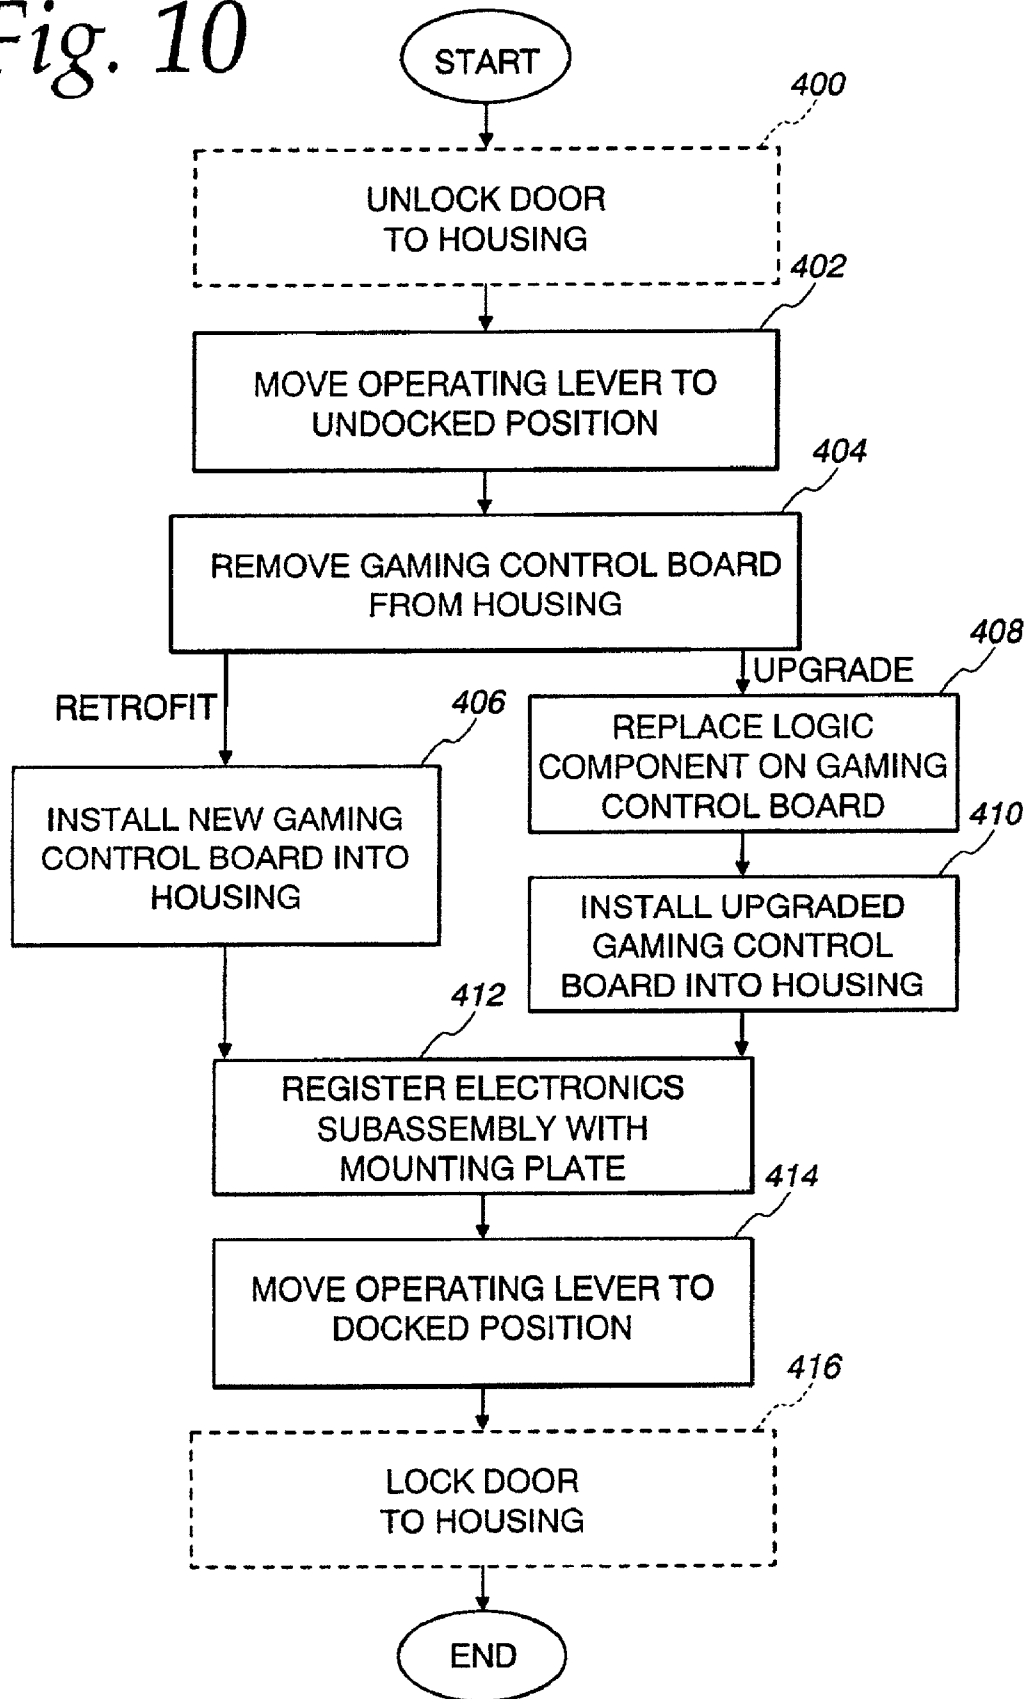 Fig. 10
START
400
UNLOCK DOOR
TO HOUSING
402
MOVE OPERATING LEVER TO
UNDOCKED POSITION
404
REMOVE GAMING CONTROL BOARD
FROM HOUSING
RETROFIT
UPGRADE
406
INSTALL NEW GAMING
CONTROL BOARD INTO
HOUSING
408
REPLACE LOGIC
COMPONENT ON GAMING
CONTROL BOARD
410
INSTALL UPGRADED
GAMING CONTROL
BOARD INTO HOUSING
412
REGISTER ELECTRONICS
SUBASSEMBLY WITH
MOUNTING PLATE
414
MOVE OPERATING LEVER TO
DOCKED POSITION
416
LOCK DOOR
TO HOUSING
END